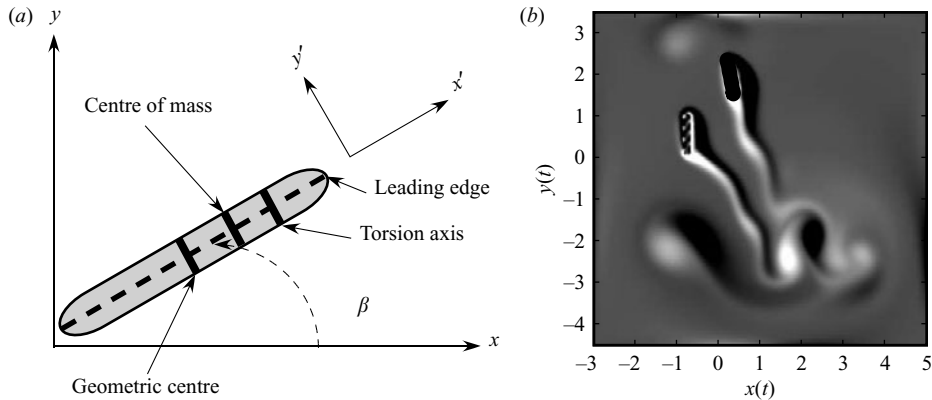 (a)
y
y'
x'
Centre of mass
Leading edge
Torsion axis
β
x
Geometric centre
(b)
3
2
1
0
–1
–2
–3
–4
y(t)
–3
–2
–1
0
1
2
3
4
5
x(t)